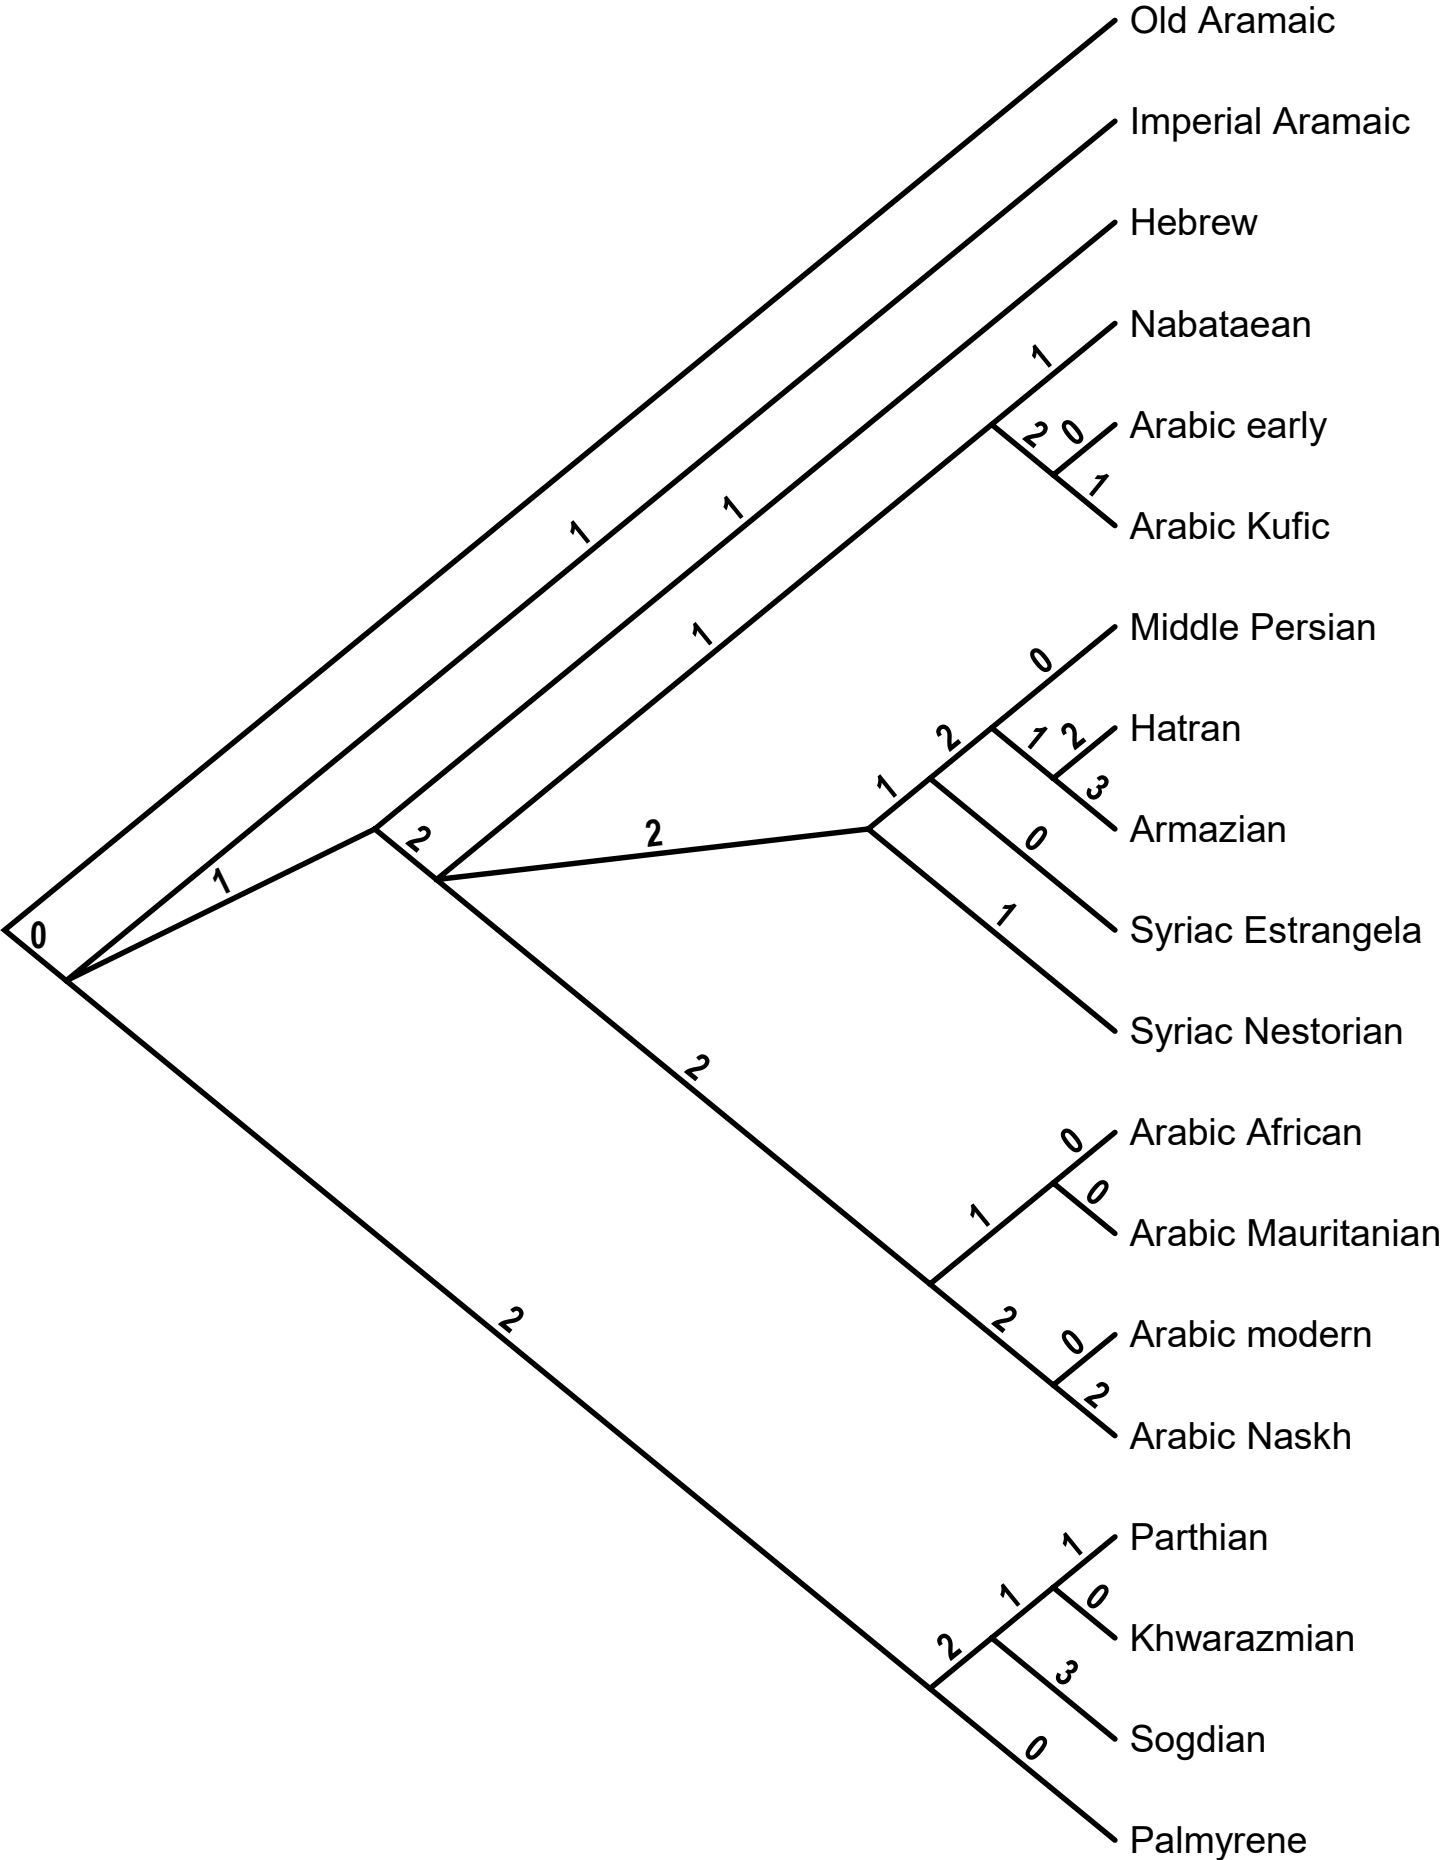 Old Aramaic
Imperial Aramaic
Hebrew
Nabataean
1
Arabic early
2 0
Arabic Kufic
1
1
1
1
Middle Persian
0
Hatran
2
1 2
Armazian
3
1
2
2
0
1
0
Syriac Estrangela
1
Syriac Nestorian
2
Arabic African
0
0
1
Arabic Mauritanian
2
2
Arabic modern
0
2
Arabic Naskh
Parthian
1
1
0
Khwarazmian
2
3
Sogdian
0
Palmyrene